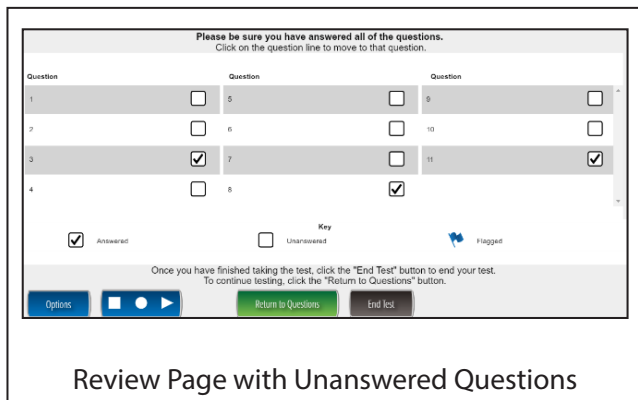 Please be sure you have answered all of the questions.
Click on the question line to move to that question.
Question Question Question
1 5 9
2 6 10
3 7 11
4 8
Key
Answered Unanswered Flagged
Once you have finished taking the test, click the "End Test" button to end your test.
To continue testing, click the "Return to Questions" button.
Options Return to Questions End Test
Review Page with Unanswered Questions